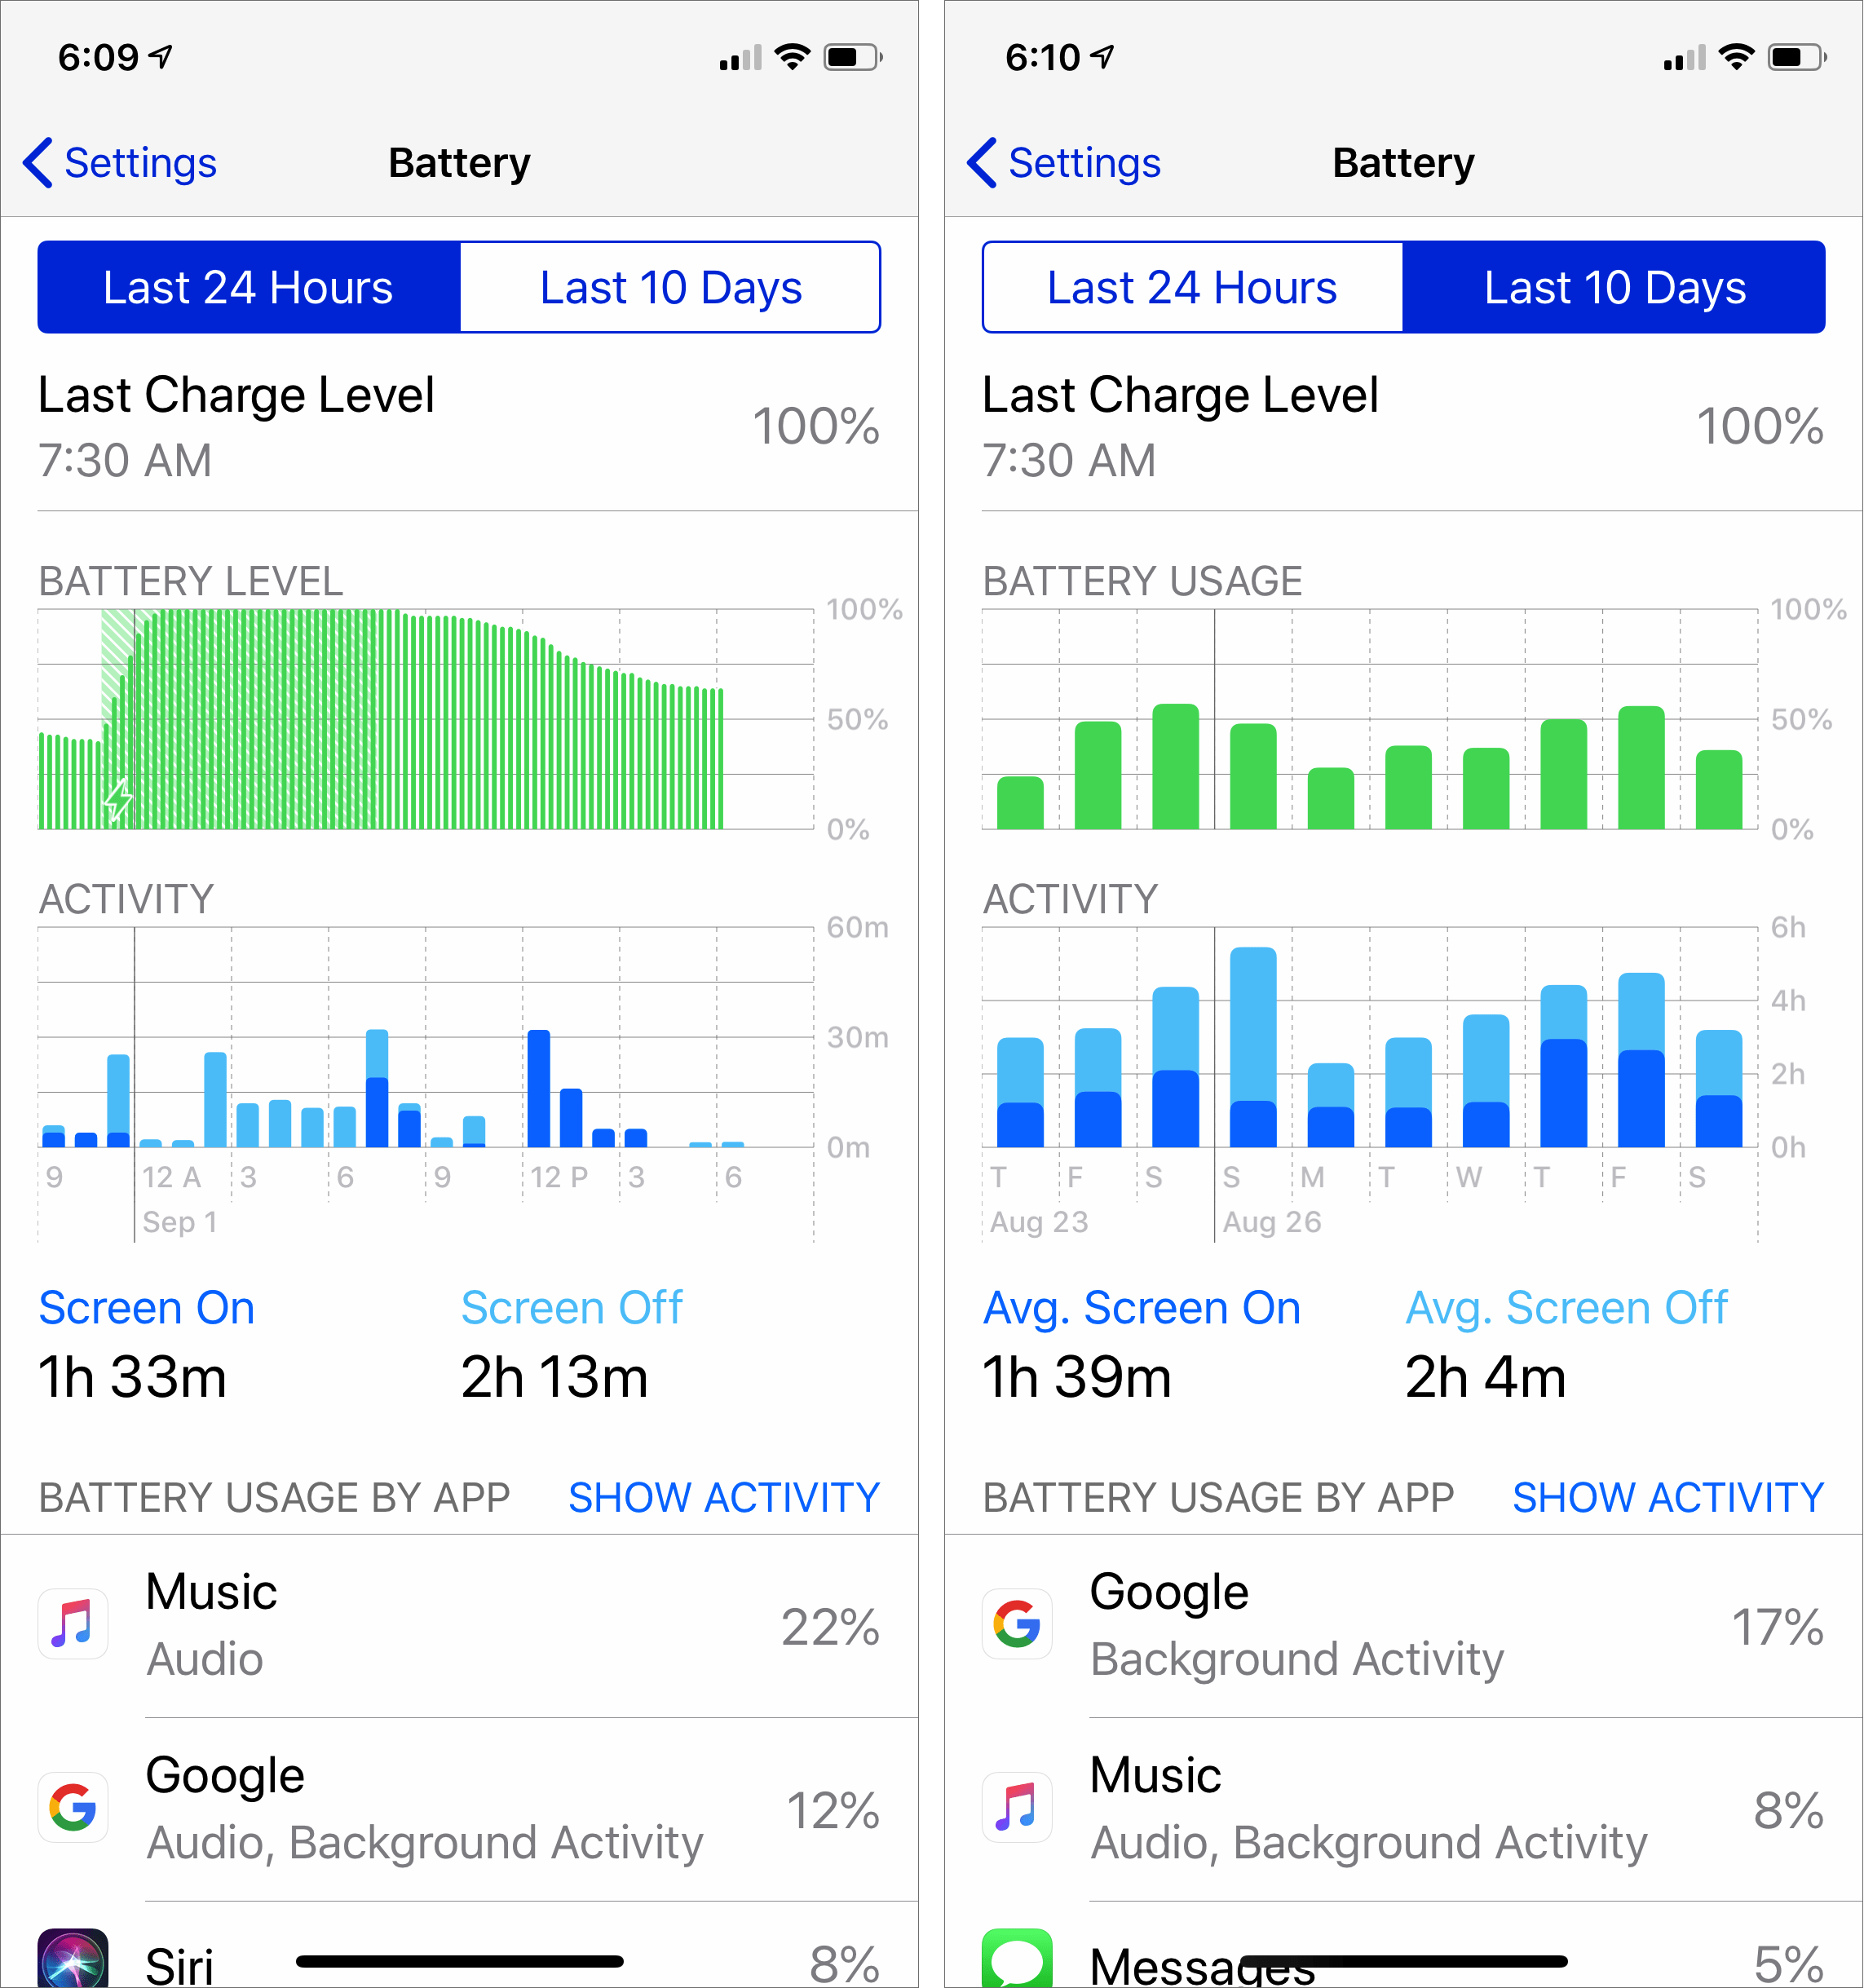 6:09
Settings
Battery
Last 24 Hours
Last 10 Days
Last Charge Level
7:30 AM
100%
BATTERY LEVEL
100%
50%
0%
ACTIVITY
60m
30m
0m
9 12 A 3 6 9 12 P 3 6
Sep 1
Screen On
Screen Off
1h 33m
2h 13m
BATTERY USAGE BY APP
SHOW ACTIVITY
Music
Audio
22%
Google
Audio, Background Activity
12%
Siri
8%
6:10
Settings
Battery
Last 24 Hours
Last 10 Days
Last Charge Level
7:30 AM
100%
BATTERY USAGE
100%
50%
0%
ACTIVITY
6h
4h
2h
0h
T F S S M T W T F S
Aug 23 Aug 26
Avg. Screen On
Avg. Screen Off
1h 39m
2h 4m
BATTERY USAGE BY APP
SHOW ACTIVITY
Google
Background Activity
17%
Music
Audio, Background Activity
8%
Messages
5%